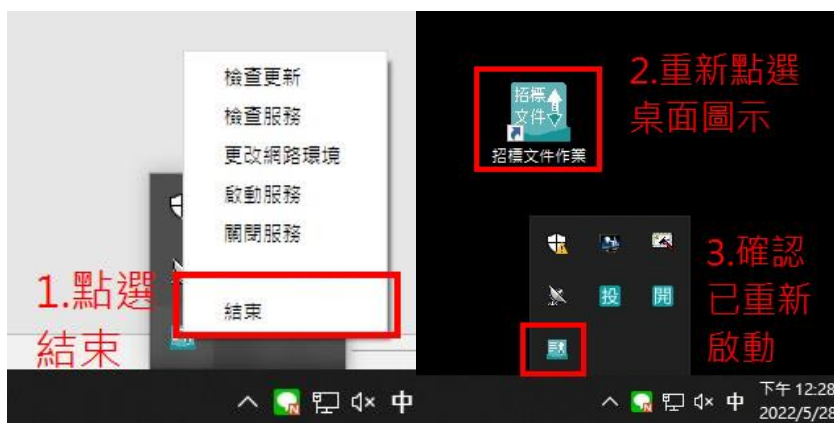 檢查更新
檢查服務
更改網路環境
啟動服務
關閉服務
結束
1.點選
結束
中
招標
文件
招標文件作業
2.重新點選
桌面圖示
投
開
3.確認
已重新
啟動
中
下午 12:28
2022/5/28